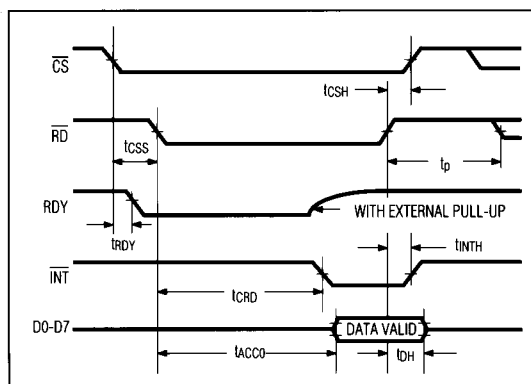 CS
tCSH
RD
tCSS
tp
RDY
WITH EXTERNAL PULL-UP
tRDY
tINTH
INT
tCRD
D0-D7
DATA VALID
tACC0
tDH